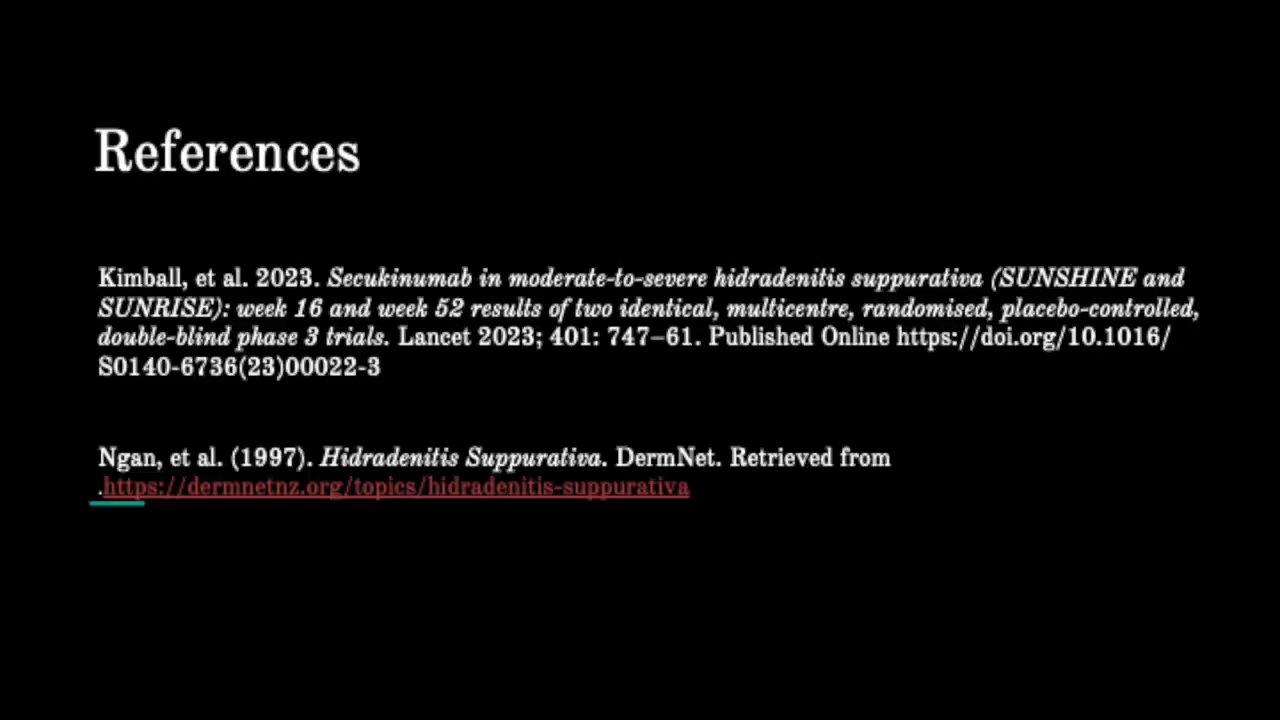 References
Kimball, et al. 2023. Secukinumab in moderate-to-severe hidradenitis suppurativa (SUNSHINE and
SUNRISE): week 16 and week 52 results of two identical, multicentre, randomised, placebo-controlled,
double-blind phase 3 trials. Lancet 2023; 401: 747–61. Published Online https://doi.org/10.1016/
S0140-6736(23)00022-3
Ngan, et al. (1997). Hidradenitis Suppurativa. DermNet. Retrieved from
.https://dermnetnz.org/topics/hidradenitis-suppurativa